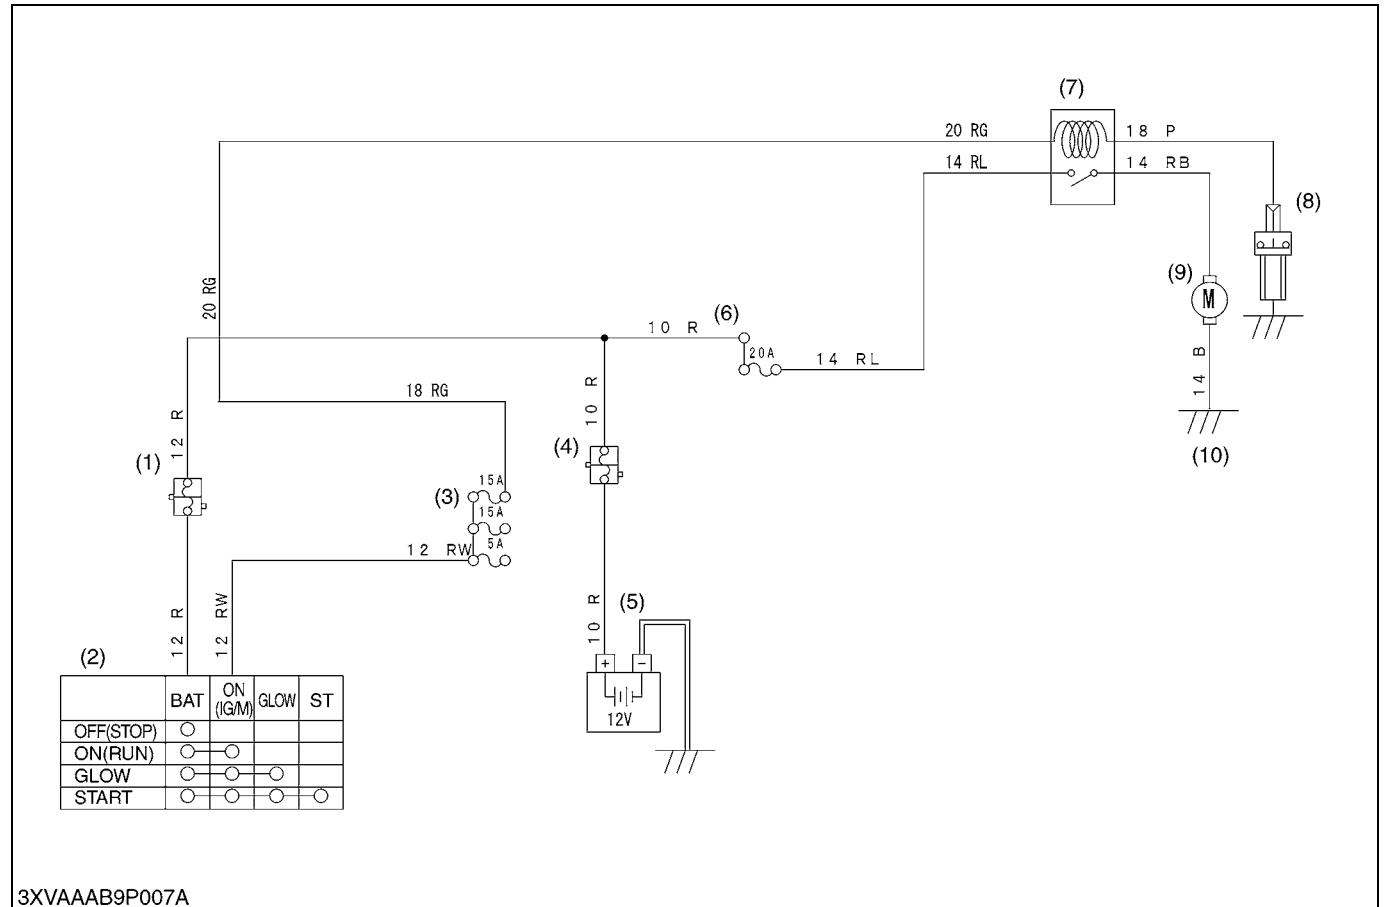 (7)
20 RG
18 P
14 RL
14 RB
(8)
(9)
M
20 RG
(6)
10 R
20A
14 RL
14 B
18 RG
12 R
10 R
(4)
(1)
(10)
15A
(3)
15A
5A
12 RW
12 R
12 RW
10 R
(5)
(2)
+ −
12V
BAT ON (IG/M) GLOW ST
OFF(STOP)
ON(RUN)
GLOW
START
3XVAAAB9P007A